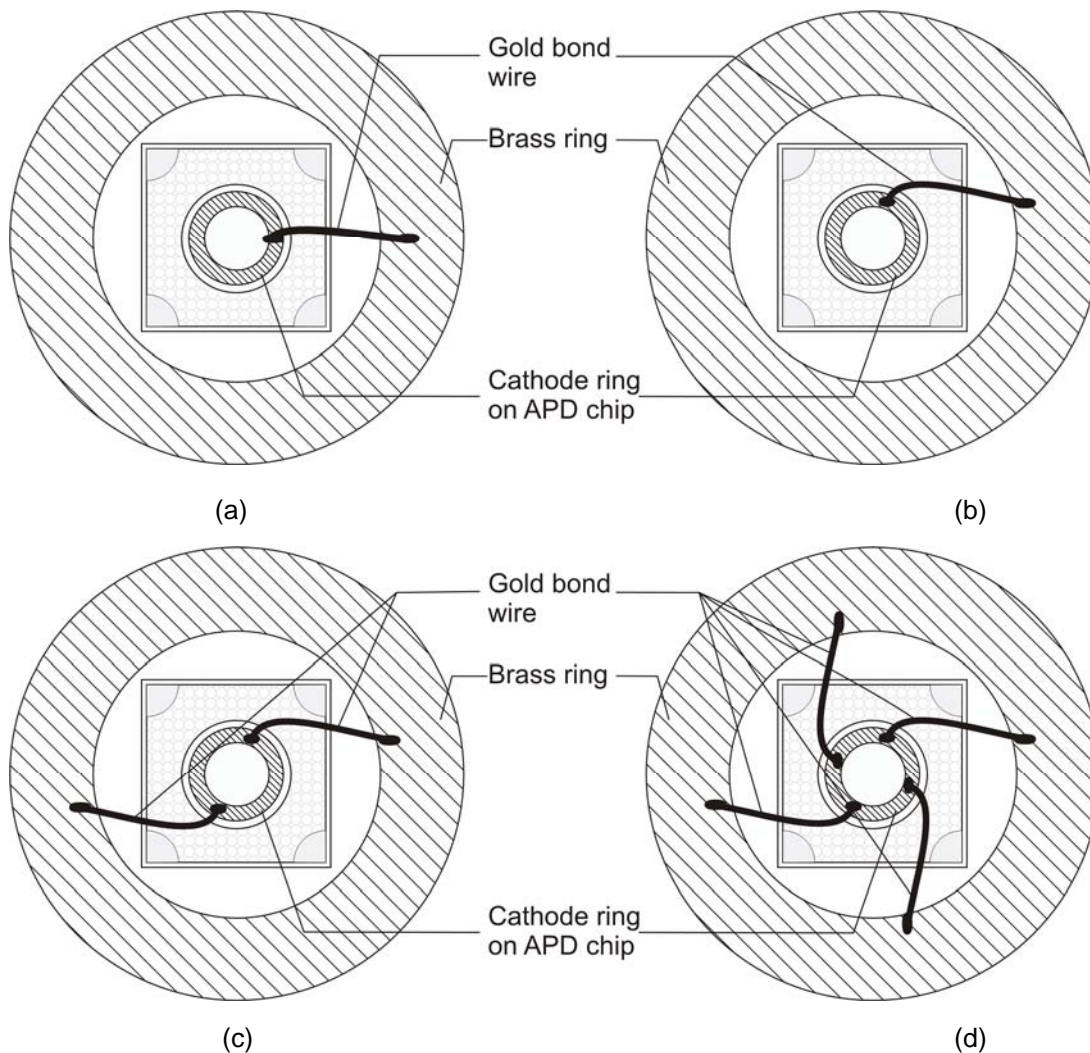 Gold bond
wire
Brass ring
Cathode ring
on APD chip
(a)
(b)
Gold bond
wire
Brass ring
Cathode ring
on APD chip
(c)
(d)